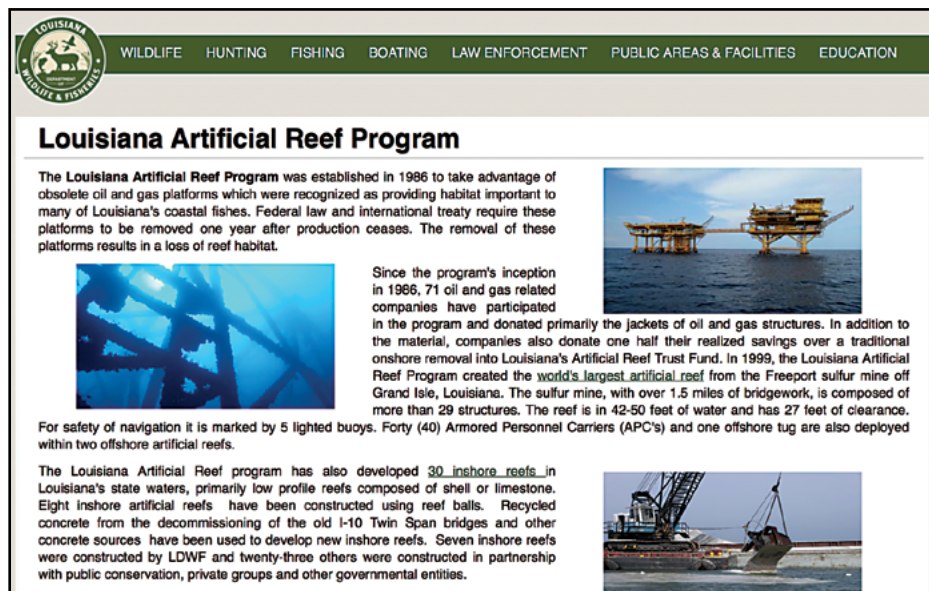 LOUISIANA
DEPARTMENT
OF
WILDLIFE & FISHERIES
WILDLIFE HUNTING FISHING BOATING LAW ENFORCEMENT PUBLIC AREAS & FACILITIES EDUCATION
Louisiana Artificial Reef Program
The Louisiana Artificial Reef Program was established in 1986 to take advantage of
obsolete oil and gas platforms which were recognized as providing habitat important to
many of Louisiana's coastal fishes. Federal law and international treaty require these
platforms to be removed one year after production ceases. The removal of these
platforms results in a loss of reef habitat.
Since the program's inception
in 1986, 71 oil and gas related
companies have participated
in the program and donated primarily the jackets of oil and gas structures. In addition to
the material, companies also donate one half their realized savings over a traditional
onshore removal into Louisiana's Artificial Reef Trust Fund. In 1999, the Louisiana Artificial
Reef Program created the world's largest artificial reef from the Freeport sulfur mine off
Grand Isle, Louisiana. The sulfur mine, with over 1.5 miles of bridgework, is composed of
more than 29 structures. The reef is in 42-50 feet of water and has 27 feet of clearance.
For safety of navigation it is marked by 5 lighted buoys. Forty (40) Armored Personnel Carriers (APC's) and one offshore tug are also deployed
within two offshore artificial reefs.
The Louisiana Artificial Reef program has also developed 30 inshore reefs in
Louisiana's state waters, primarily low profile reefs composed of shell or limestone.
Eight inshore artificial reefs have been constructed using reef balls. Recycled
concrete from the decommissioning of the old I-10 Twin Span bridges and other
concrete sources have been used to develop new inshore reefs. Seven inshore reefs
were constructed by LDWF and twenty-three others were constructed in partnership
with public conservation, private groups and other governmental entities.